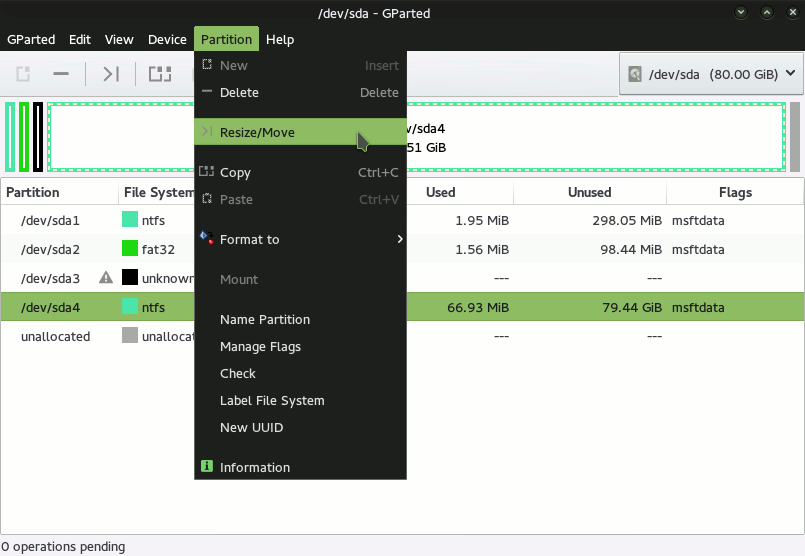 /dev/sda - GParted
GParted Edit View Device Partition Help
/dev/sda (80.00 GiB)
New Insert
Delete Delete
Resize/Move
Copy Ctrl+C
Paste Ctrl+V
Format to
Mount
Name Partition
Manage Flags
Check
Label File System
New UUID
Information
v/sda4
51 GiB
Partition File System Used Unused Flags
/dev/sda1 ntfs 1.95 MiB 298.05 MiB msftdata
/dev/sda2 fat32 1.56 MiB 98.44 MiB msftdata
/dev/sda3 unknown --- ---
/dev/sda4 ntfs 66.93 MiB 79.44 GiB msftdata
unallocated unallocat --- ---
0 operations pending